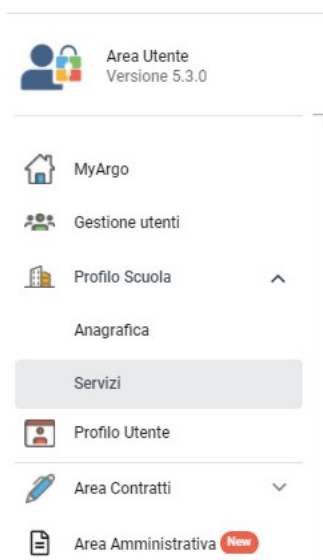 Area Utente
Versione 5.3.0
MyArgo
Gestione utenti
Profilo Scuola
Anagrafica
Servizi
Profilo Utente
Area Contratti
Area Amministrativa New